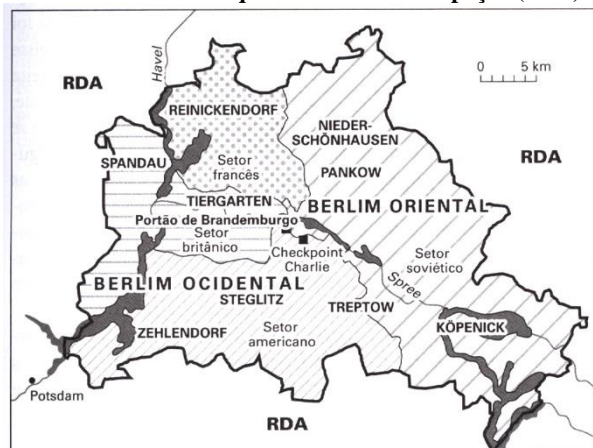 Havel
RDA
0 5 km
REINICKENDORF
RDA
NIEDER-
SCHÖNHAUSEN
SPANDAU
Setor
francês
PANKOW
TIERGARTEN
BERLIM ORIENTAL
Portão de Brandemburgo
Setor
britânico
Checkpoint
Charlie
Setor
soviético
BERLIM OCIDENTAL
Spree
STEGLITZ
TREPTOW
KÖPENICK
ZEHLENDORF
Setor
americano
Potsdam
RDA